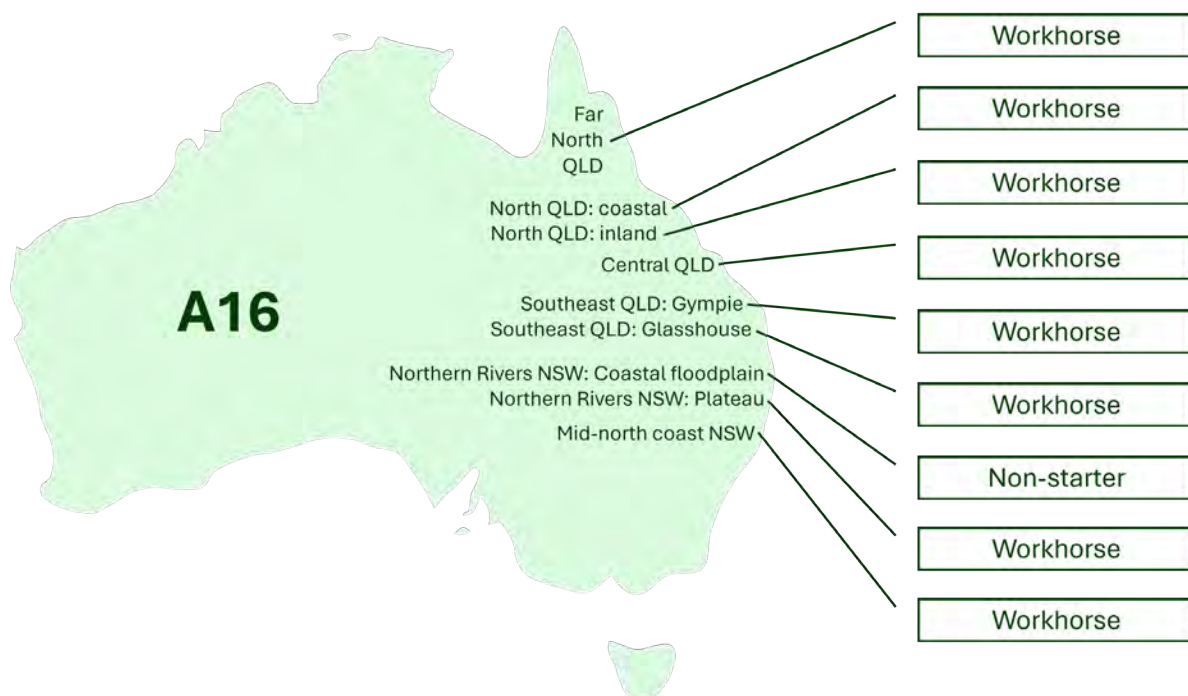 Far
North
QLD
North QLD: coastal
North QLD: inland
Central QLD
A16
Southeast QLD: Gympie
Southeast QLD: Glasshouse
Northern Rivers NSW: Coastal floodplain
Northern Rivers NSW: Plateau
Mid-north coast NSW
Workhorse
Workhorse
Workhorse
Workhorse
Workhorse
Workhorse
Non-starter
Workhorse
Workhorse